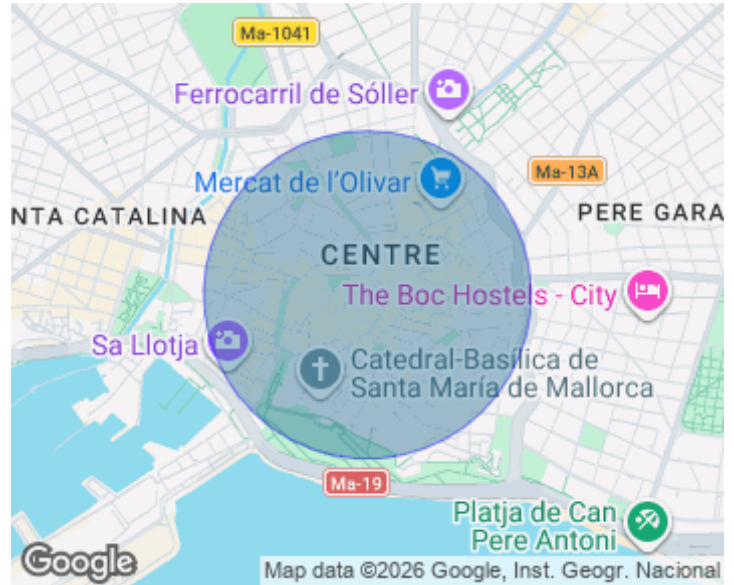 Ma-1041
Ferrocarril de Sóller
Mercat de l'Olivar
Ma-13A
NTA CATALINA
PERE GARA
CENTRE
The Boc Hostels - City
Sa Llotja
Catedral-Basílica de
Santa María de Mallorca
Ma-19
Platja de Can
Pere Antoni
Google
Map data ©2026 Google, Inst. Geogr. Nacional